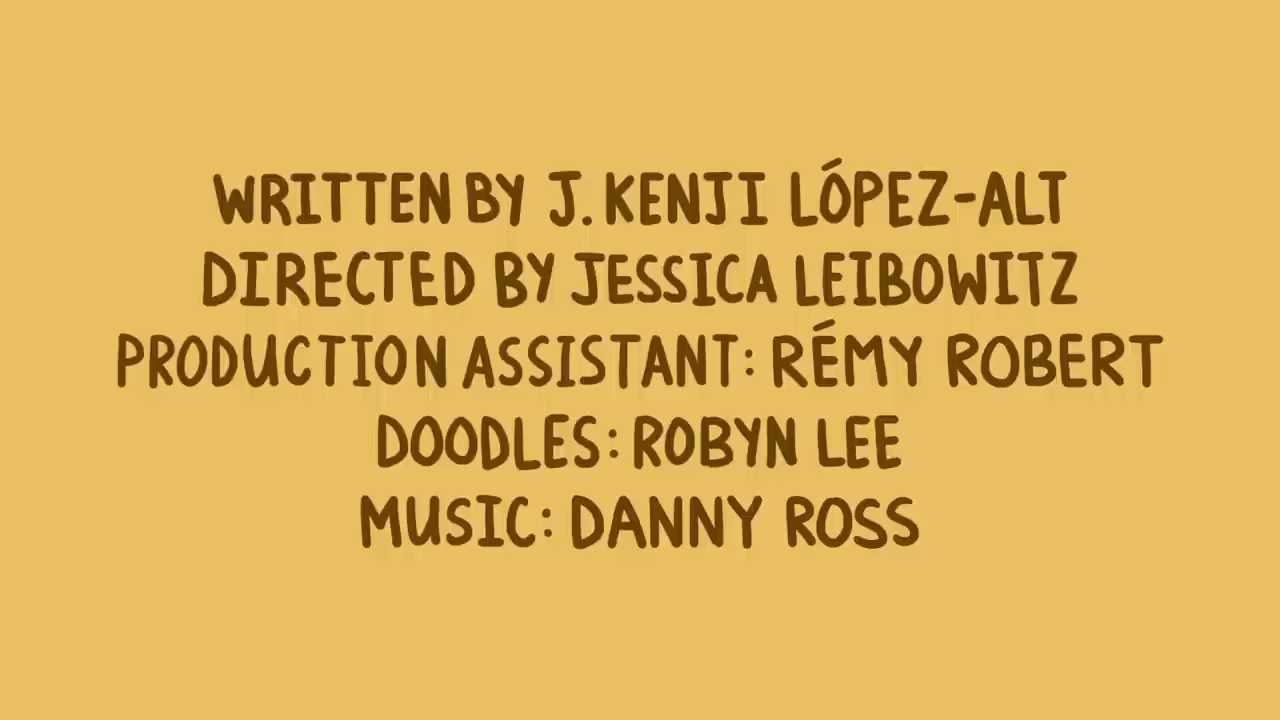 WRITTEN BY J. KENJI LÓPEZ-ALT
DIRECTED BY JESSICA LEIBOWITZ
PRODUCTION ASSISTANT: RÉMY ROBERT
DOODLES: ROBYN LEE
MUSIC: DANNY ROSS